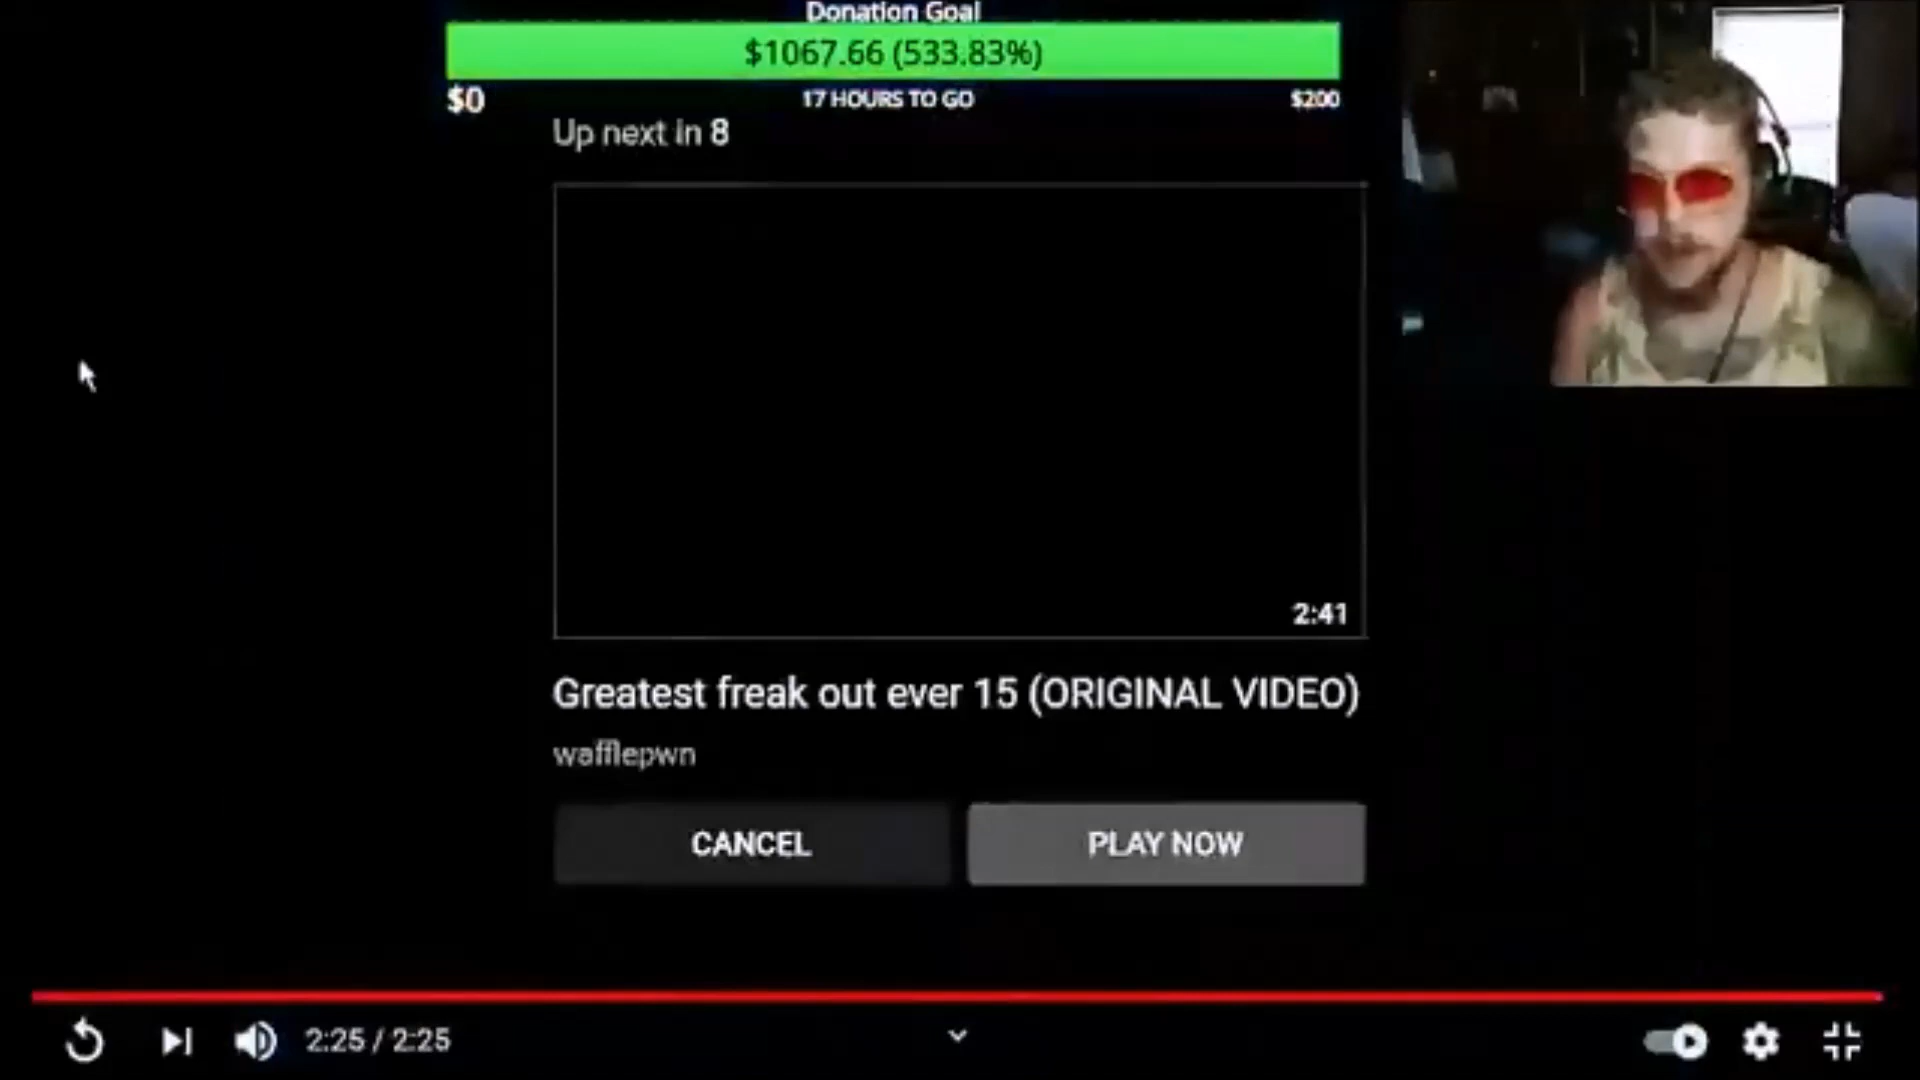 Donation Goal
$1067.66 (533.83%)
$0 17 HOURS TO GO $200
Up next in 8
2:41
Greatest freak out ever 15 (ORIGINAL VIDEO)
wafflepwn
CANCEL PLAY NOW
2:25 / 2:25